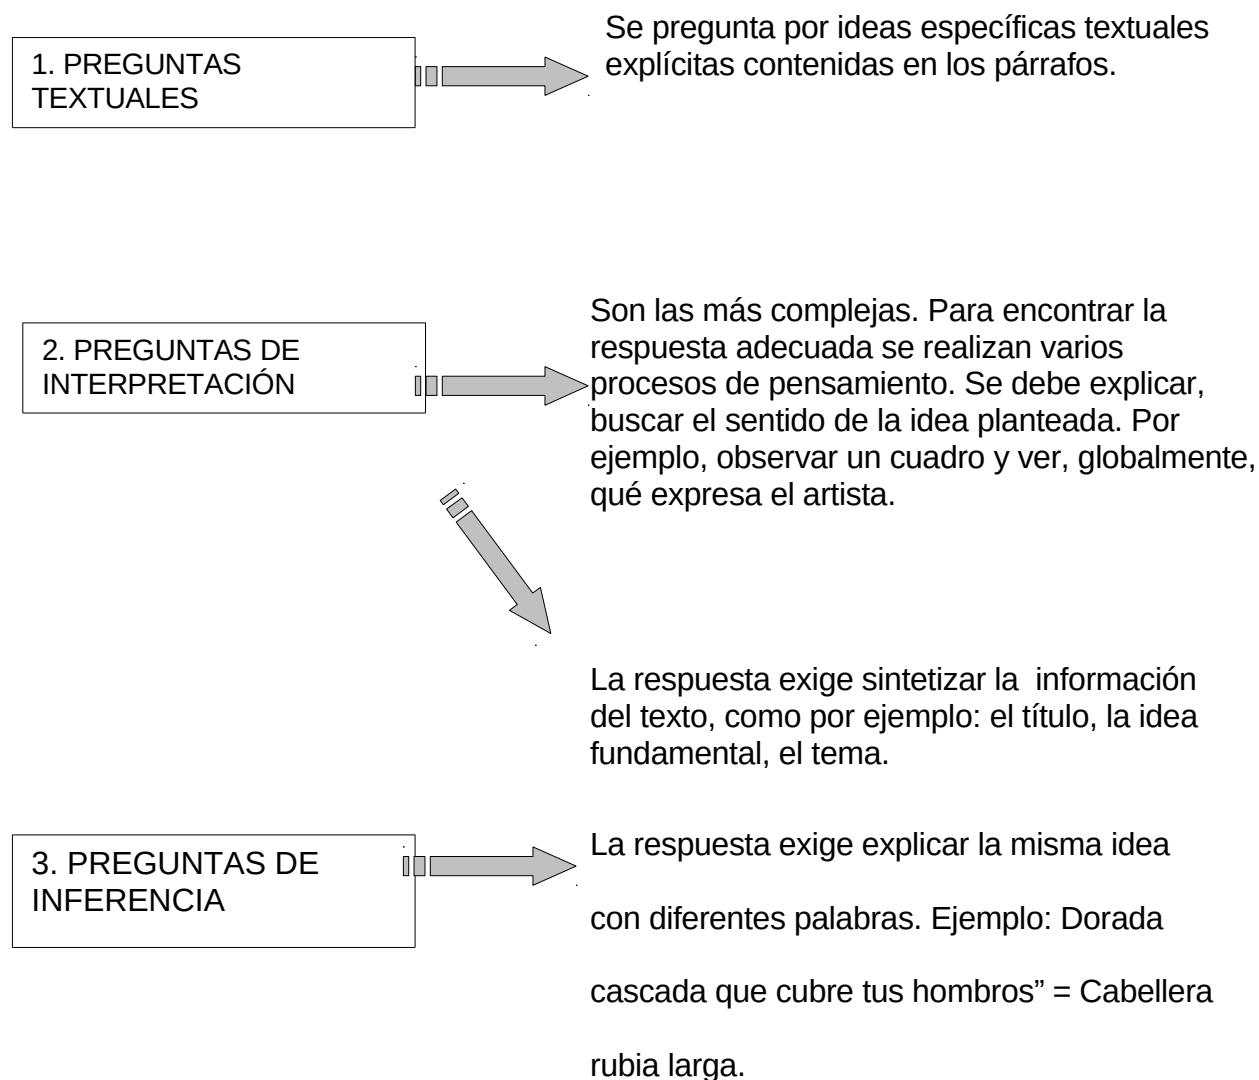 1. PREGUNTAS
TEXTUALES
Se pregunta por ideas específicas textuales
explícitas contenidas en los párrafos.
2. PREGUNTAS DE
INTERPRETACIÓN
Son las más complejas. Para encontrar la
respuesta adecuada se realizan varios
procesos de pensamiento. Se debe explicar,
buscar el sentido de la idea planteada. Por
ejemplo, observar un cuadro y ver, globalmente,
qué expresa el artista.
La respuesta exige sintetizar la  información
del texto, como por ejemplo: el título, la idea
fundamental, el tema.
3. PREGUNTAS DE
INFERENCIA
La respuesta exige explicar la misma idea
con diferentes palabras. Ejemplo: Dorada
cascada que cubre tus hombros” = Cabellera
rubia larga.